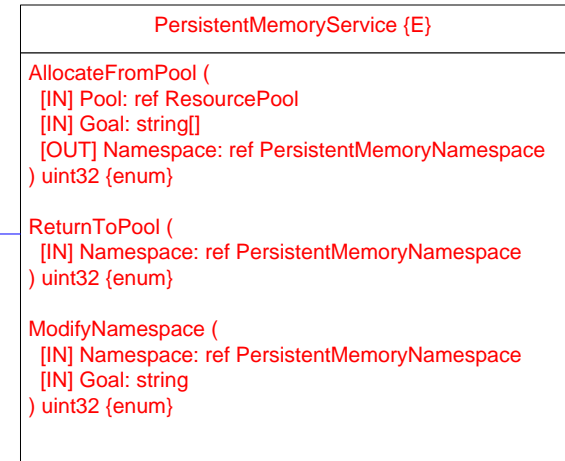 PersistentMemoryService {E}
AllocateFromPool (
[IN] Pool: ref ResourcePool
[IN] Goal: string[]
[OUT] Namespace: ref PersistentMemoryNamespace
) uint32 {enum}
ReturnToPool (
[IN] Namespace: ref PersistentMemoryNamespace
) uint32 {enum}
ModifyNamespace (
[IN] Namespace: ref PersistentMemoryNamespace
[IN] Goal: string
) uint32 {enum}